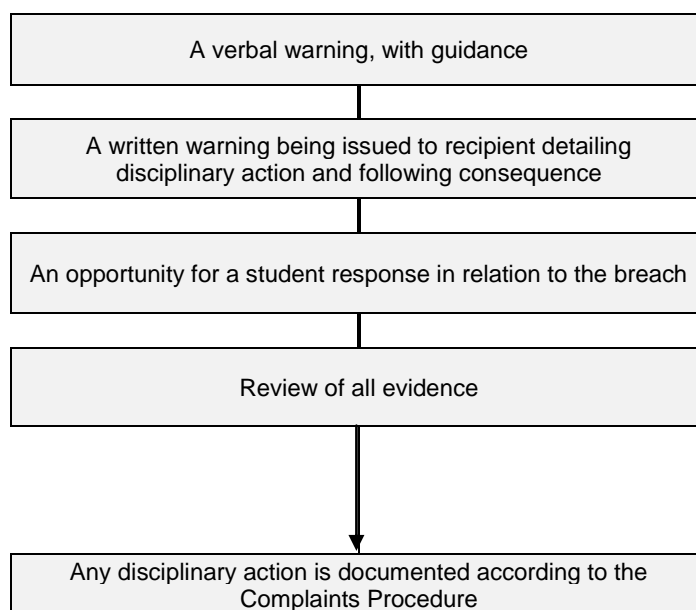 A verbal warning, with guidance
A written warning being issued to recipient detailing
disciplinary action and following consequence
An opportunity for a student response in relation to the breach
Review of all evidence
Any disciplinary action is documented according to the
Complaints Procedure